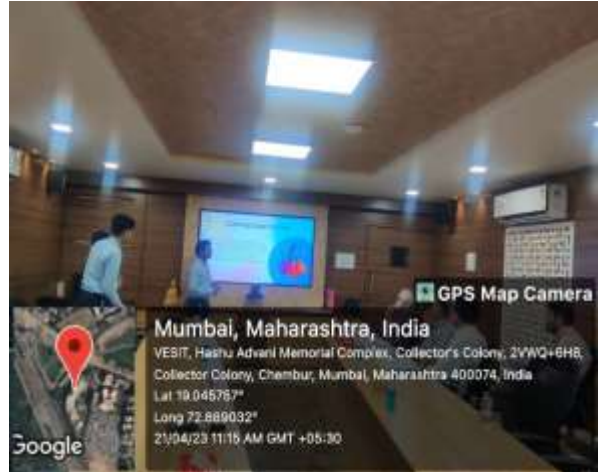 GPS Map Camera
Mumbai, Maharashtra, India
VESIT, Hashu Advani Memorial Complex, Collector's Colony, 2VWQ+6H8,
Collector Colony, Chembur, Mumbai, Maharashtra 400074, India
Lat 19.045757°
Long 72.889032°
21/04/23 11:15 AM GMT +05:30
Google